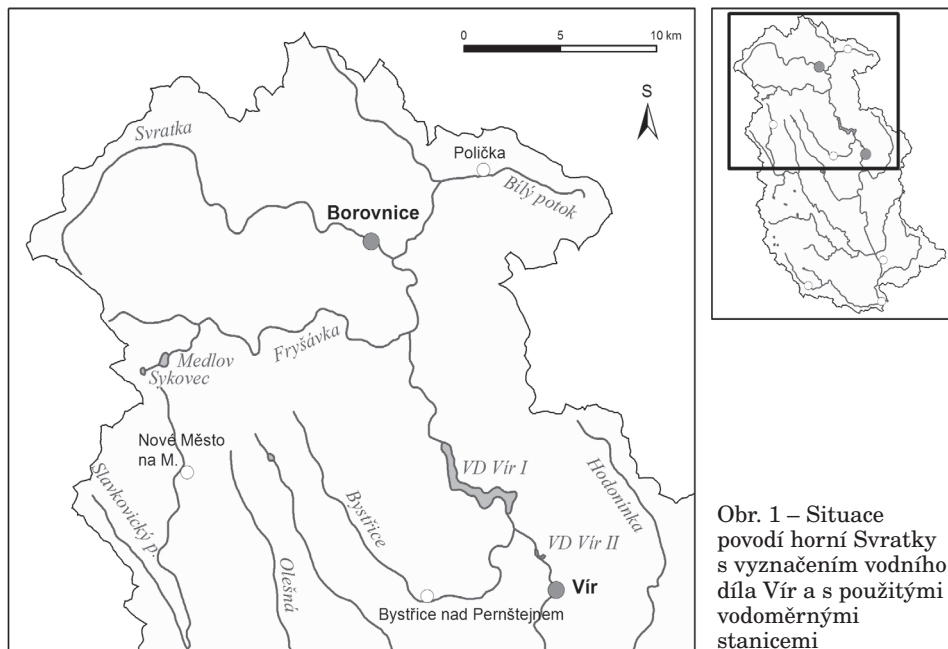 0 5 10 km
S
Svratka
Polička
Bílý potok
Borovnice
Fryšávka
Medlov
Sykovec
Nové Město
na M.
VD Vír I
Slavkovický p.
Bystřice
Hodonínka
Olešná
VD Vír II
Vír
Bystřice nad Pernštejnem
Obr. 1 – Situace
povodí horní Svratky
s vyznačením vodního
díla Vír a s použitými
vodoměrnými
stanicemi